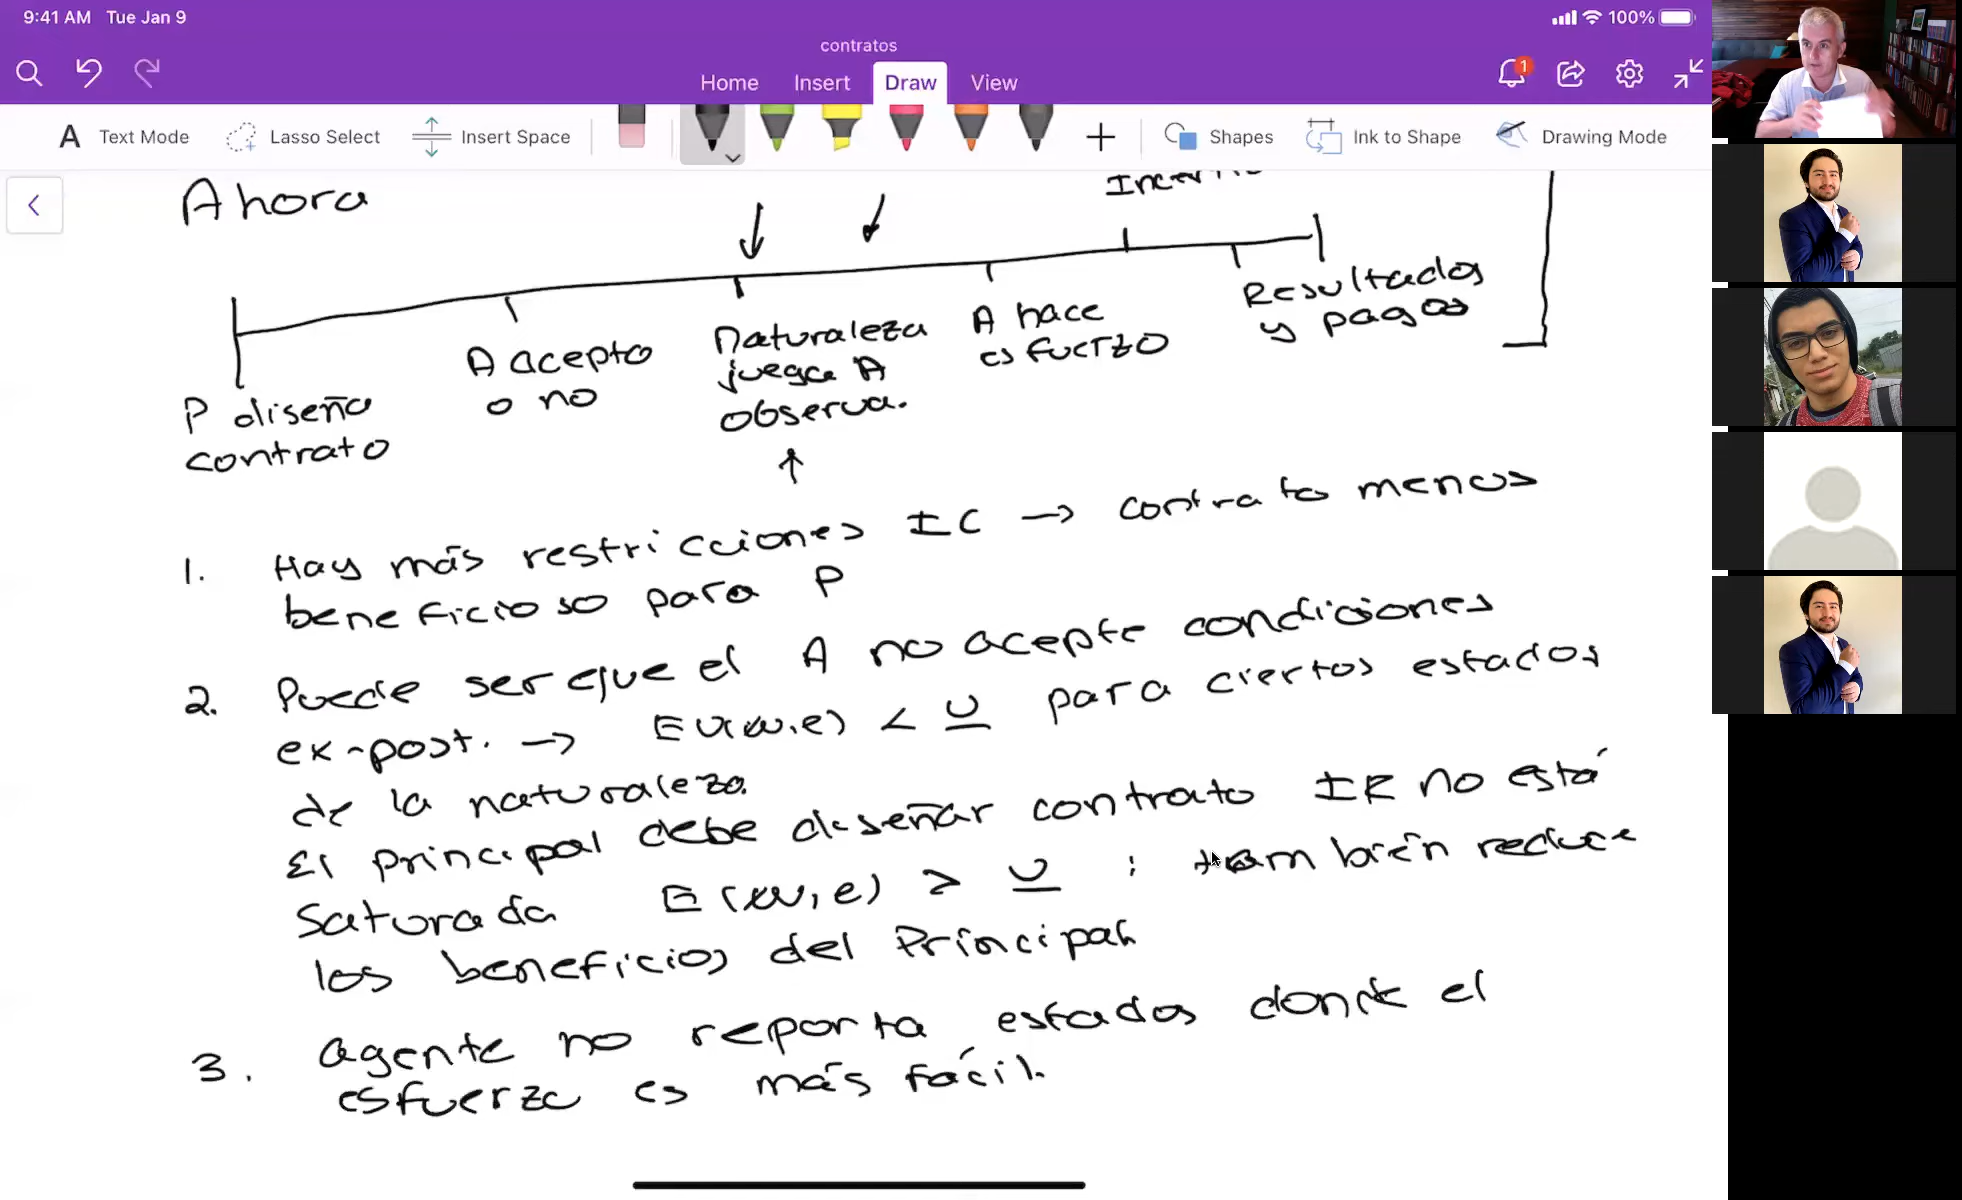 9:41 AM Tue Jan 9
100%
contratos
Home Insert Draw View
1
A Text Mode Lasso Select Insert Space Shapes Ink to Shape Drawing Mode
Ahora
P diseña contrato
A acepto o no
Naturaleza juega A observa.
A hace esfuerzo
Resultados y pagos
1. Hay más restricciones IC → contrato menos
beneficioso para P
2. Puede ser que el A no acepte condiciones
ex-post. → EU(w,e) < U para ciertos estados
de la naturaleza.
El principal debe diseñar contrato IR no está
saturada E(w,e) > U ; también reduce
los beneficios del Principal.
3. agente no reporta estados donde el
esfuerzo es más fácil.